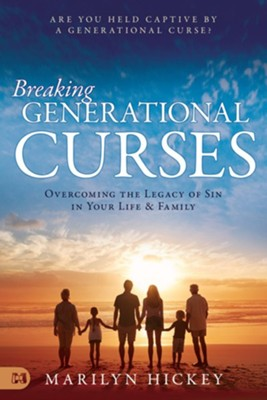 ARE YOU HELD CAPTIVE BY
A GENERATIONAL CURSE?
Breaking
GENERATIONAL
CURSES
OVERCOMING THE LEGACY OF SIN
IN YOUR LIFE & FAMILY
MARILYN HICKEY